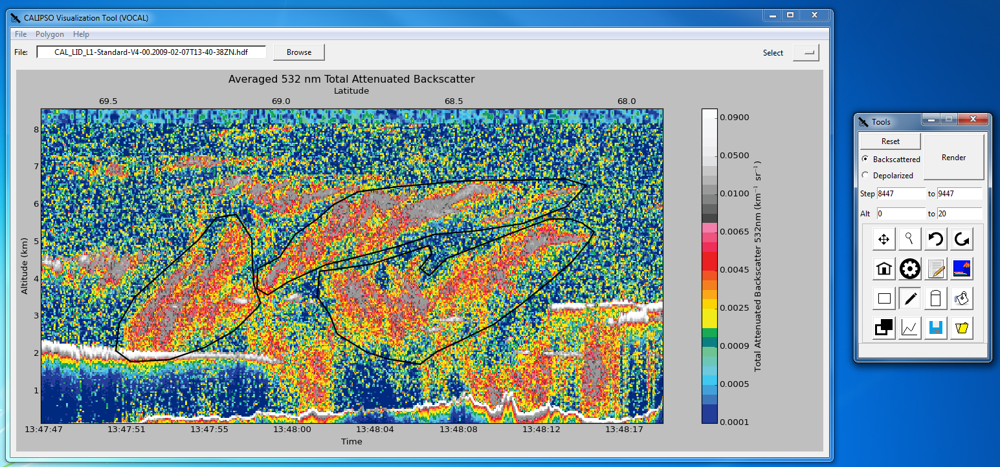 CALIPSO Visualization Tool (VOCAL)
File Polygon Help
File: CAL_LID_L1-Standard-V4-00.2009-02-07T13-40-38ZN.hdf Browse Select
Averaged 532 nm Total Attenuated Backscatter
Latitude
69.5 69.0 68.5 68.0
8
7
6
5
4
3
2
1
Altitude (km)
13:47:47 13:47:51 13:47:55 13:48:00 13:48:04 13:48:08 13:48:12 13:48:17
Time
0.0900
0.0500
0.0100
0.0065
0.0045
0.0025
0.0009
0.0005
0.0001
Total Attenuated Backscatter 532nm (km⁻¹ sr⁻¹)
Tools
Reset
Render
Backscattered
Depolarized
Step 8447 to 9447
Alt 0 to 20